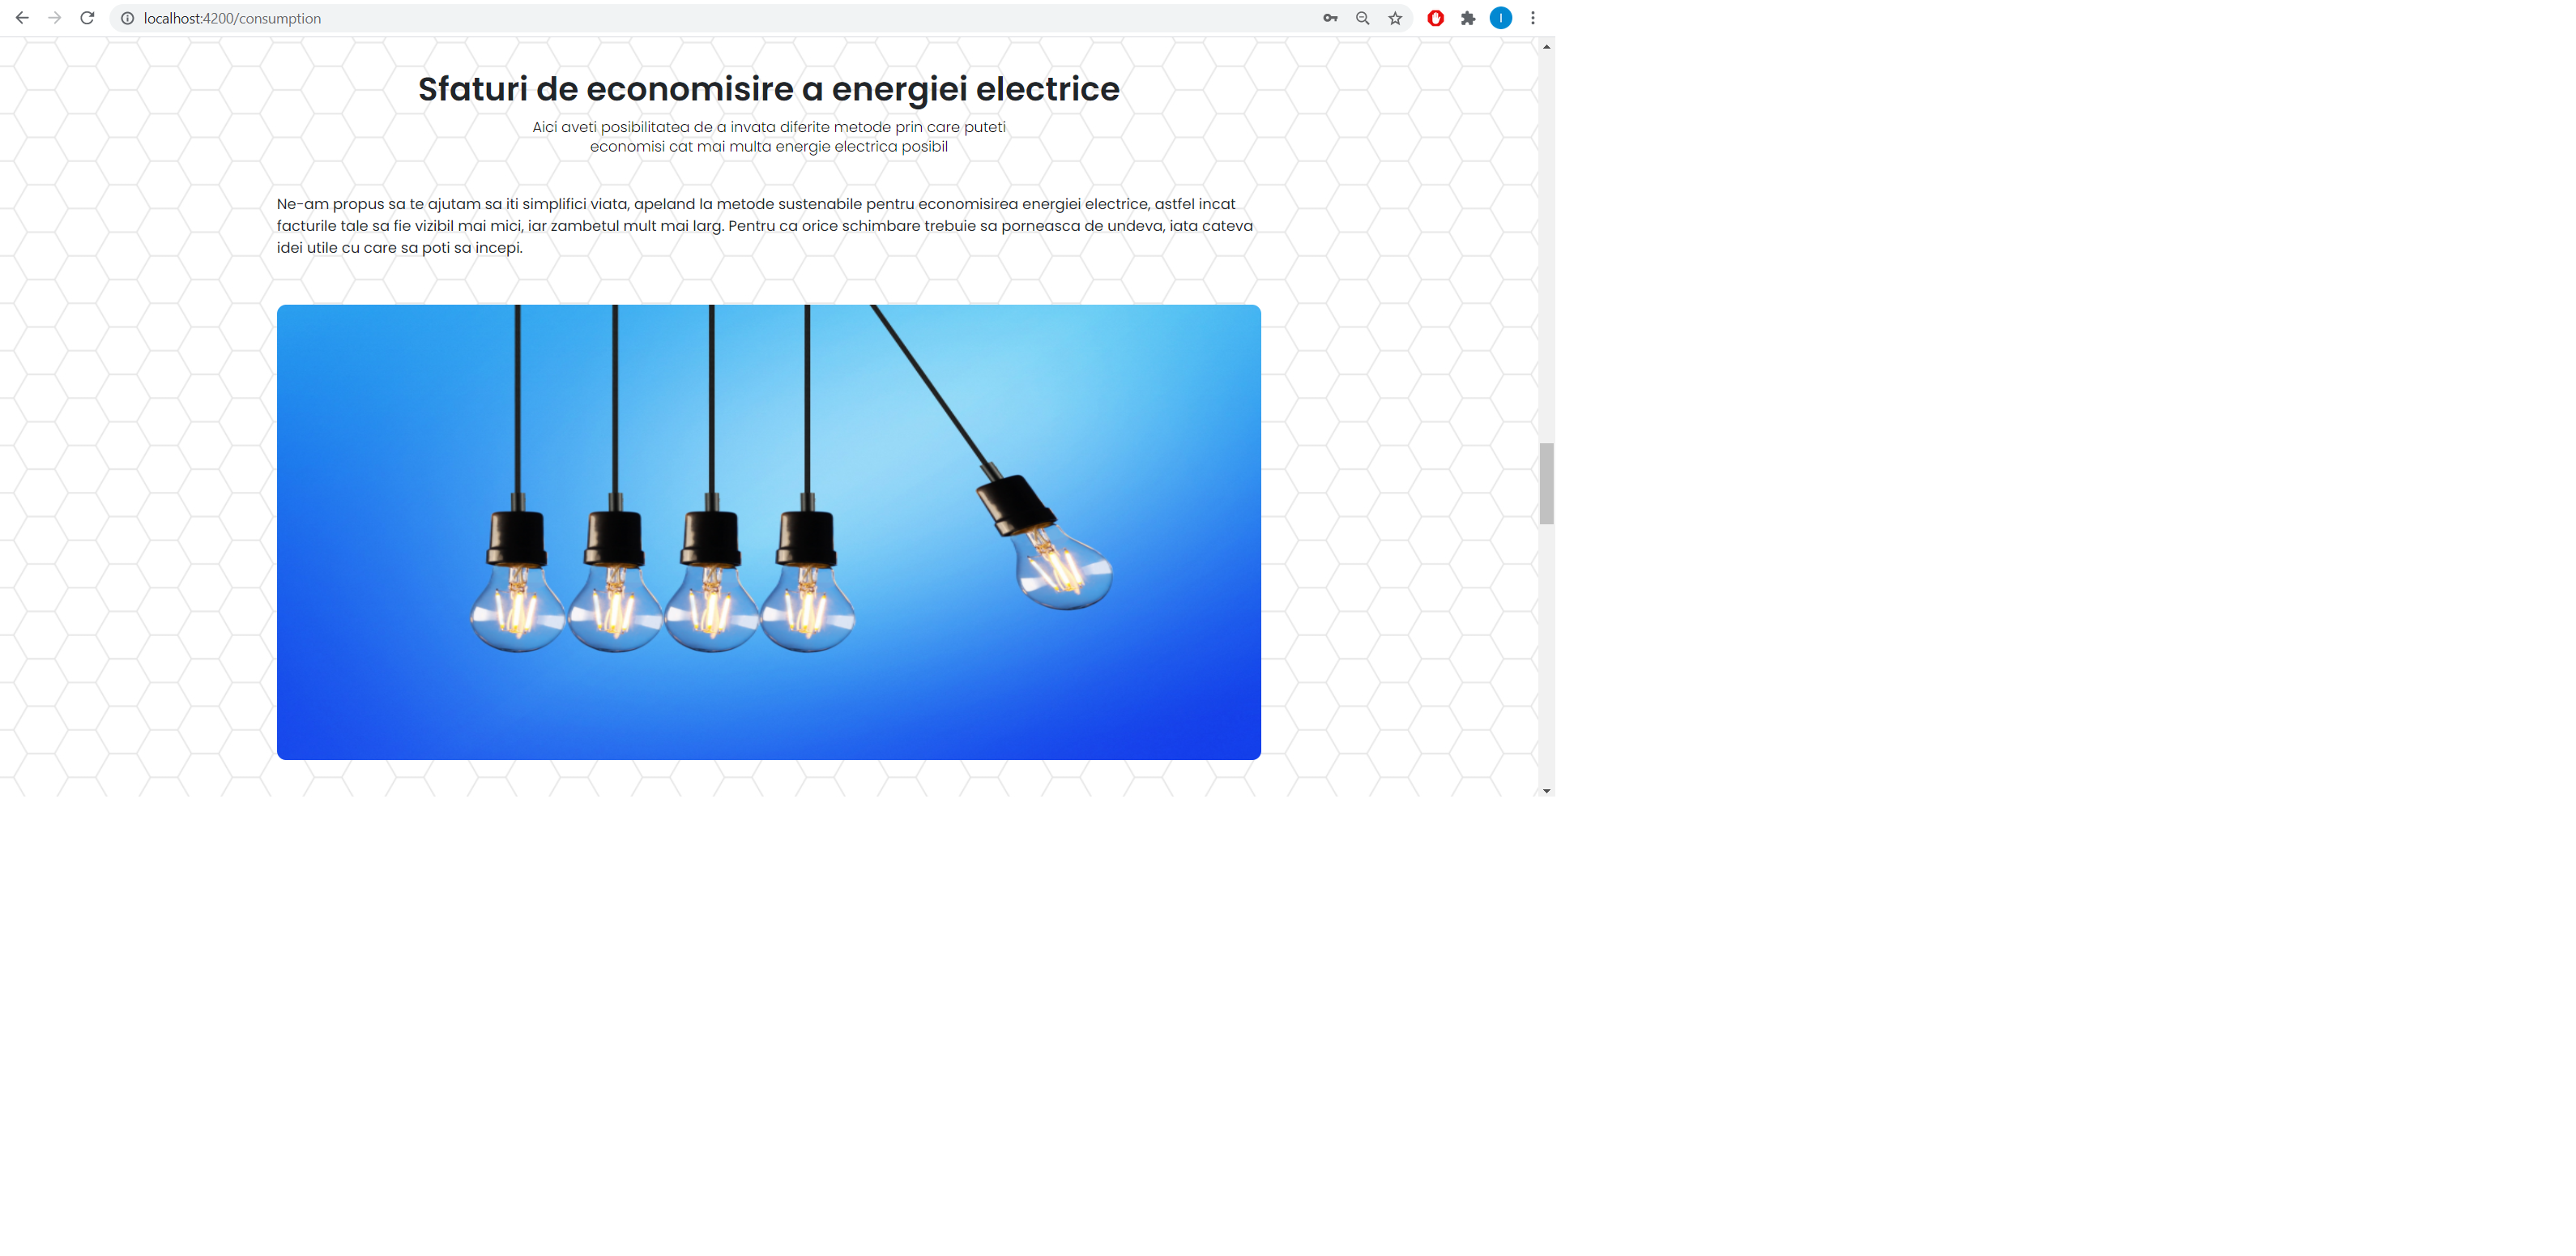 localhost:4200/consumption
I
Sfaturi de economisire a energiei electrice
Aici aveti posibilitatea de a invata diferite metode prin care puteti
economisi cat mai multa energie electrica posibil
Ne-am propus sa te ajutam sa iti simplifici viata, apeland la metode sustenabile pentru economisirea energiei electrice, astfel incat
facturile tale sa fie vizibil mai mici, iar zambetul mult mai larg. Pentru ca orice schimbare trebuie sa porneasca de undeva, iata cateva
idei utile cu care sa poti sa incepi.